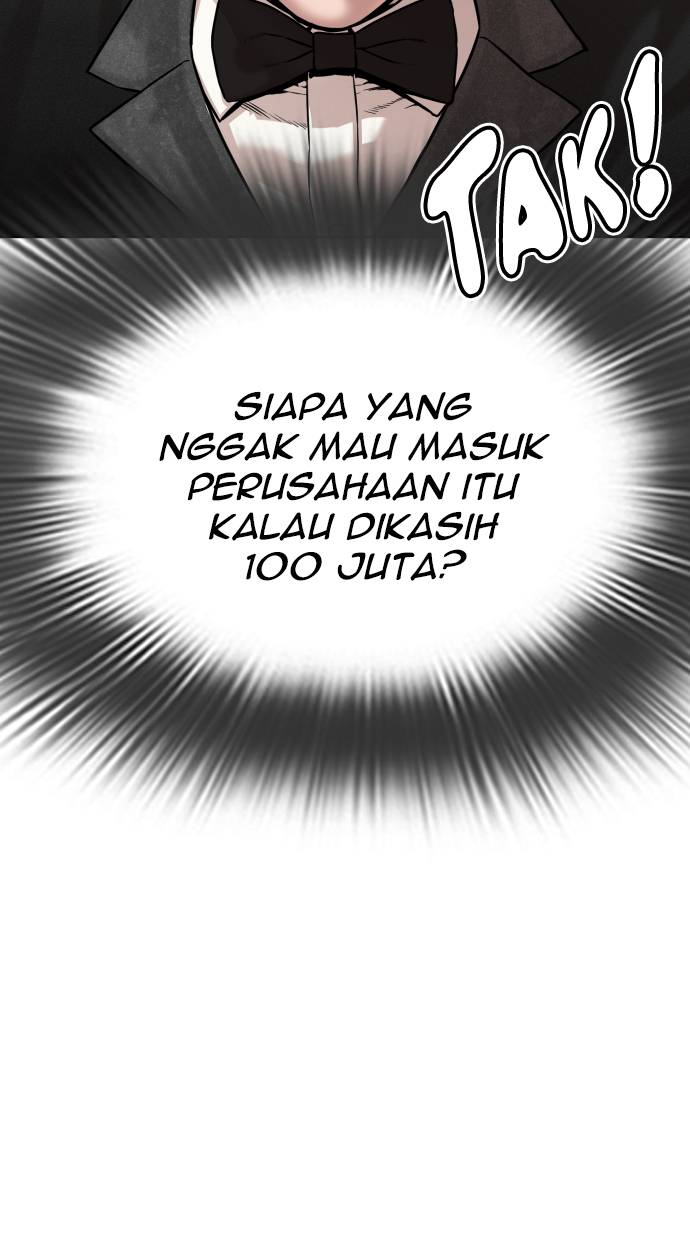 TAK!
SIAPA YANG
NGGAK MAU MASUK
PERUSAHAAN ITU
KALAU DIKASIH
100 JUTA?